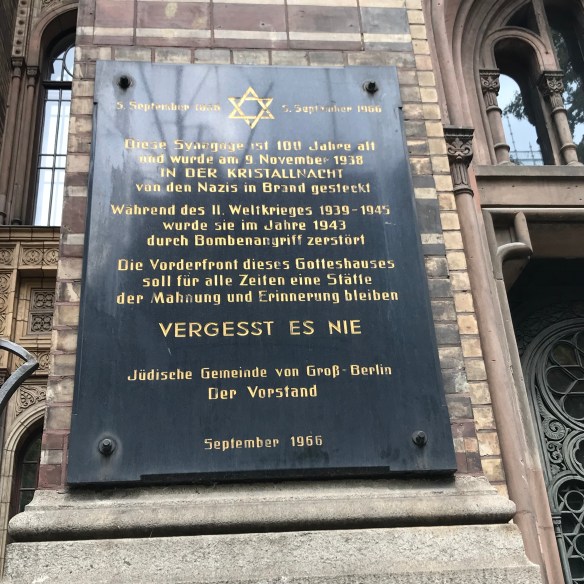 5. September 1866 5. September 1966
Diese Synagoge ist 100 Jahre alt
und wurde am 9. November 1938
IN DER KRISTALLNACHT
von den Nazis in Brand gesteckt
Während des II. Weltkrieges 1939-1945
wurde sie im Jahre 1943
durch Bombenangriff zerstört
Die Vorderfront dieses Gotteshauses
soll für alle Zeiten eine Stätte
der Mahnung und Erinnerung bleiben
VERGESST ES NIE
Jüdische Gemeinde von Groß-Berlin
Der Vorstand
September 1966